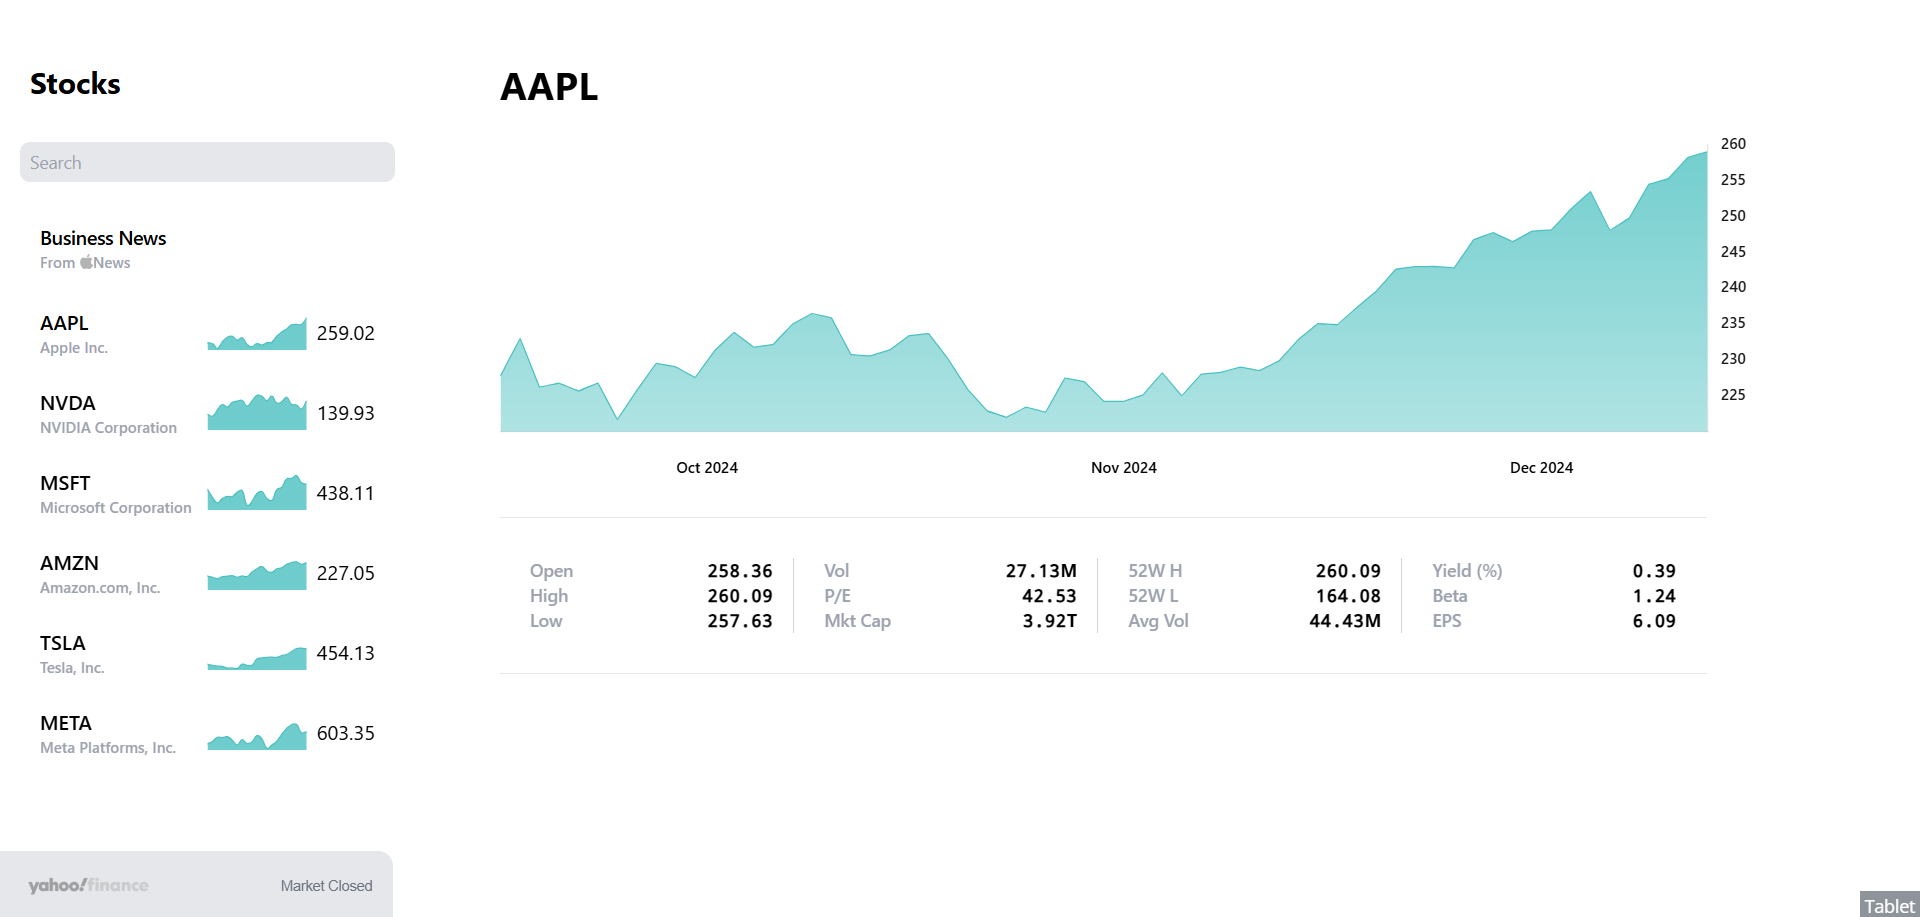 Stocks
Search
Business News
From News
AAPL
Apple Inc.
259.02
NVDA
NVIDIA Corporation
139.93
MSFT
Microsoft Corporation
438.11
AMZN
Amazon.com, Inc.
227.05
TSLA
Tesla, Inc.
454.13
META
Meta Platforms, Inc.
603.35
yahoo!finance
Market Closed
AAPL
260
255
250
245
240
235
230
225
Oct 2024 Nov 2024 Dec 2024
Open 258.36
High 260.09
Low 257.63
Vol 27.13M
P/E 42.53
Mkt Cap 3.92T
52W H 260.09
52W L 164.08
Avg Vol 44.43M
Yield (%) 0.39
Beta 1.24
EPS 6.09
Tablet